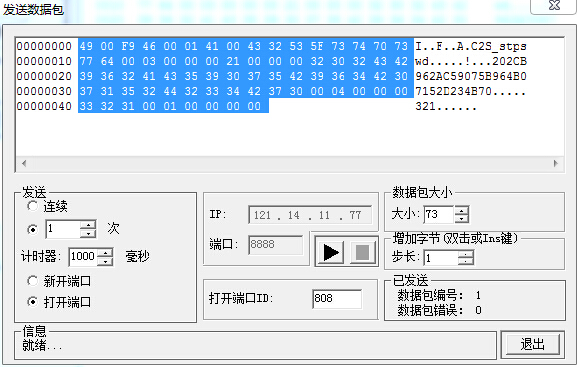 发送数据包
00000000 49 00 F9 46 00 01 41 00 43 32 53 5F 73 74 70 73 I..F..A.C2S_stps
00000010 77 64 00 03 00 00 00 21 00 00 00 32 30 32 43 42 wd.....!...202CB
00000020 39 36 32 41 43 35 39 30 37 35 42 39 36 34 42 30 962AC59075B964B0
00000030 37 31 35 32 44 32 33 34 42 37 30 00 04 00 00 00 7152D234B70.....
00000040 33 32 31 00 01 00 00 00 00 321......
发送
连续
1 次
计时器: 1000 毫秒
新开端口
打开端口
IP: 121 . 14 . 11 . 77
端口: 8888
打开端口ID: 808
数据包大小
大小: 73
增加字节(双击或Ins键)
步长: 1
已发送
数据包编号: 1
数据包错误: 0
信息
就绪...
退出